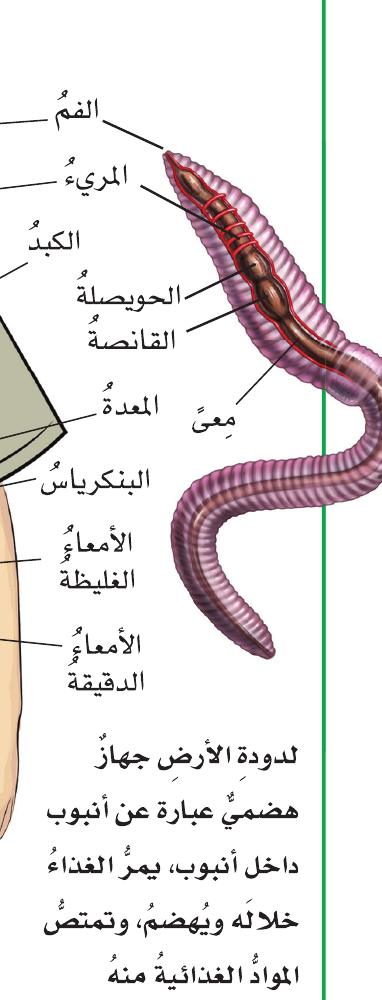 الفمُ
المريءُ
الكبدُ
الحويصلةُ
القانصةُ
المعدةُ
مِعىً
البنكرياسُ
الأمعاءُ
الغليظةُ
الأمعاءُ
الدقيقةُ
لدودةِ الأرضِ جهازٌ
هضميٌّ عبارة عن أنبوب
داخل أنبوب، يمرُّ الغذاءُ
خلالَه ويُهضمُ، وتمتصُّ
الموادُّ الغذائيةُ منهُ